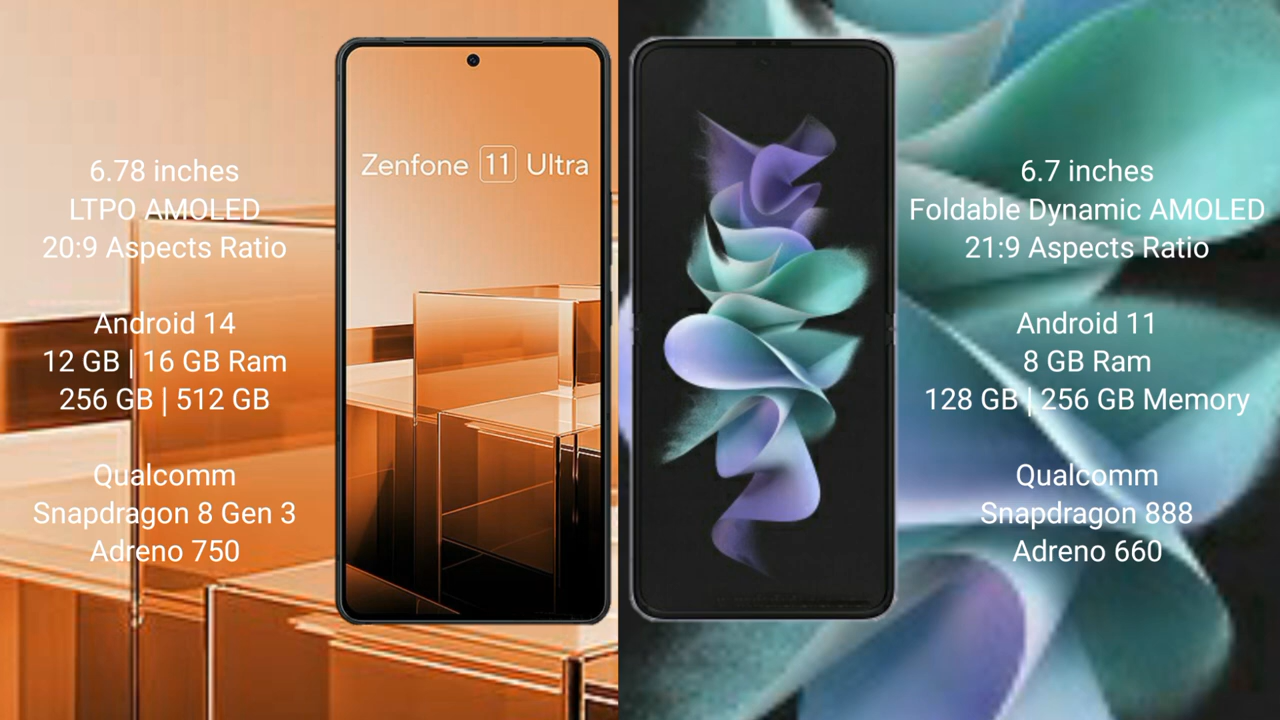 6.78 inches
LTPO AMOLED
20:9 Aspects Ratio
Android 14
12 GB | 16 GB Ram
256 GB | 512 GB
Qualcomm
Snapdragon 8 Gen 3
Adreno 750
Zenfone 11 Ultra
6.7 inches
Foldable Dynamic AMOLED
21:9 Aspects Ratio
Android 11
8 GB Ram
128 GB | 256 GB Memory
Qualcomm
Snapdragon 888
Adreno 660